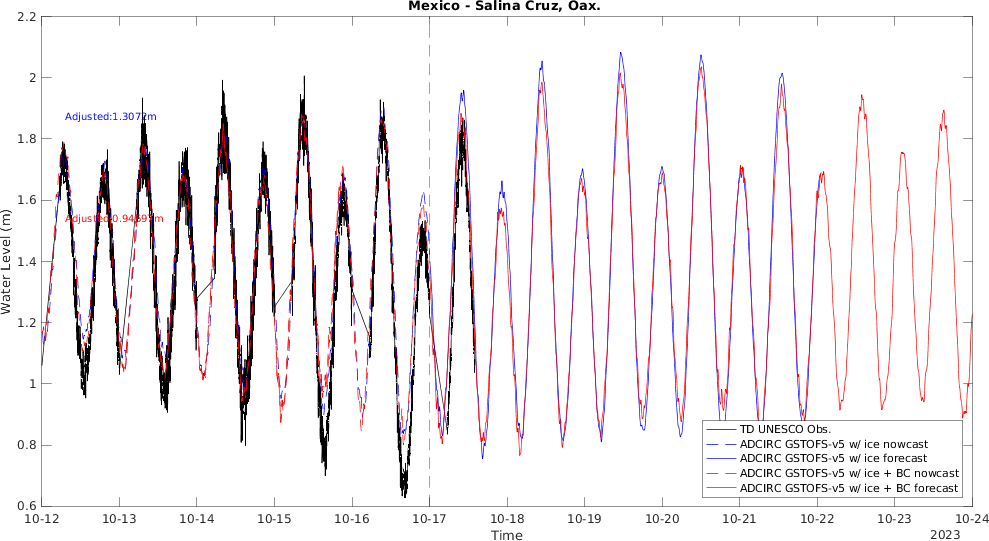 Mexico - Salina Cruz, Oax.
2.2
2
1.8
1.6
1.4
1.2
1
0.8
0.6
Water Level (m)
Adjusted:1.3072m
TD UNESCO Obs.
ADCIRC GSTOFS-v5 w/ ice nowcast
ADCIRC GSTOFS-v5 w/ ice forecast
ADCIRC GSTOFS-v5 w/ ice + BC nowcast
ADCIRC GSTOFS-v5 w/ ice + BC forecast
10-12 10-13 10-14 10-15 10-16 10-17 10-18 10-19 10-20 10-21 10-22 10-23 10-24
Time
2023